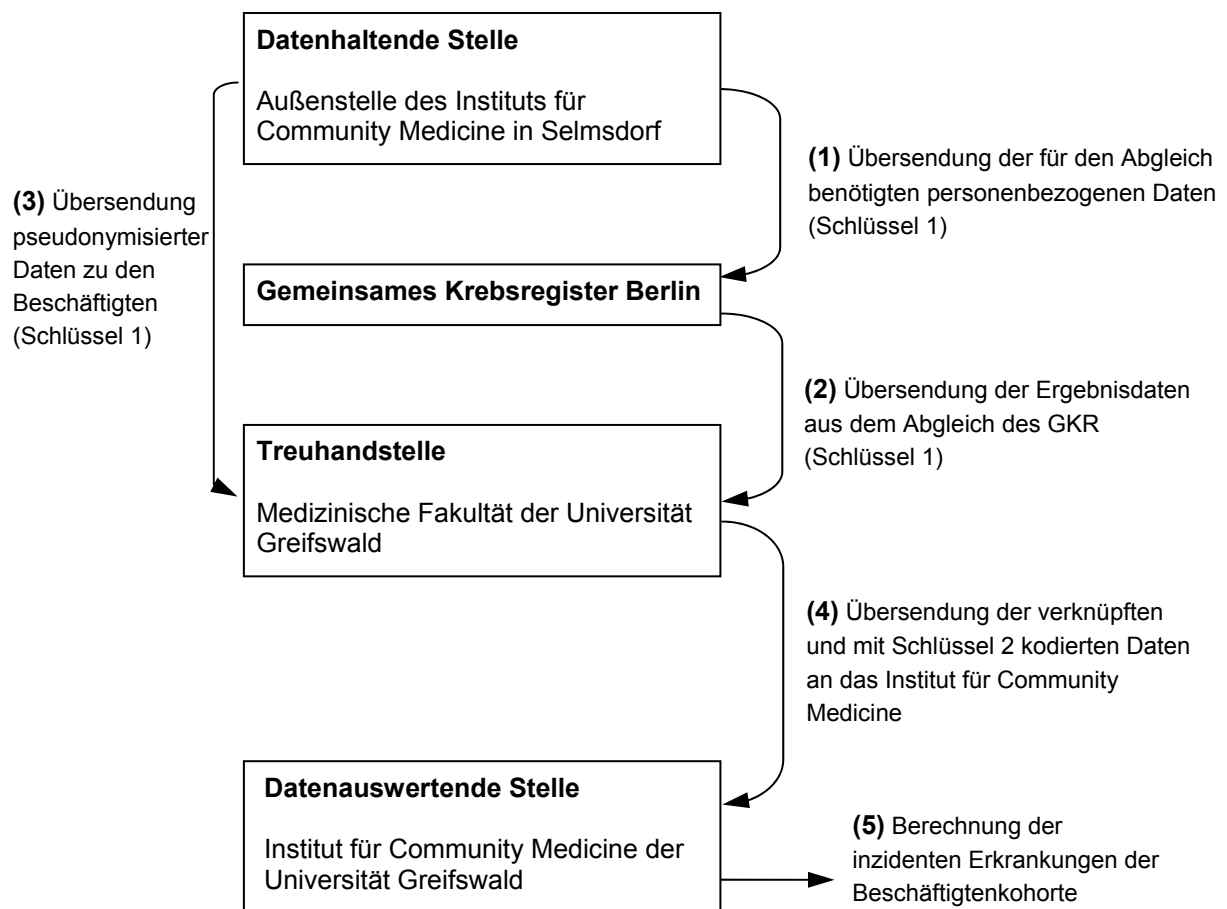 Datenhaltende Stelle
Außenstelle des Instituts für
Community Medicine in Selmsdorf
(1) Übersendung der für den Abgleich
benötigten personenbezogenen Daten
(Schlüssel 1)
(3) Übersendung
pseudonymisierter
Daten zu den
Beschäftigten
(Schlüssel 1)
Gemeinsames Krebsregister Berlin
(2) Übersendung der Ergebnisdaten
aus dem Abgleich des GKR
(Schlüssel 1)
Treuhandstelle
Medizinische Fakultät der Universität
Greifswald
(4) Übersendung der verknüpften
und mit Schlüssel 2 kodierten Daten
an das Institut für Community
Medicine
Datenauswertende Stelle
Institut für Community Medicine der
Universität Greifswald
(5) Berechnung der
inzidenten Erkrankungen der
Beschäftigtenkohorte